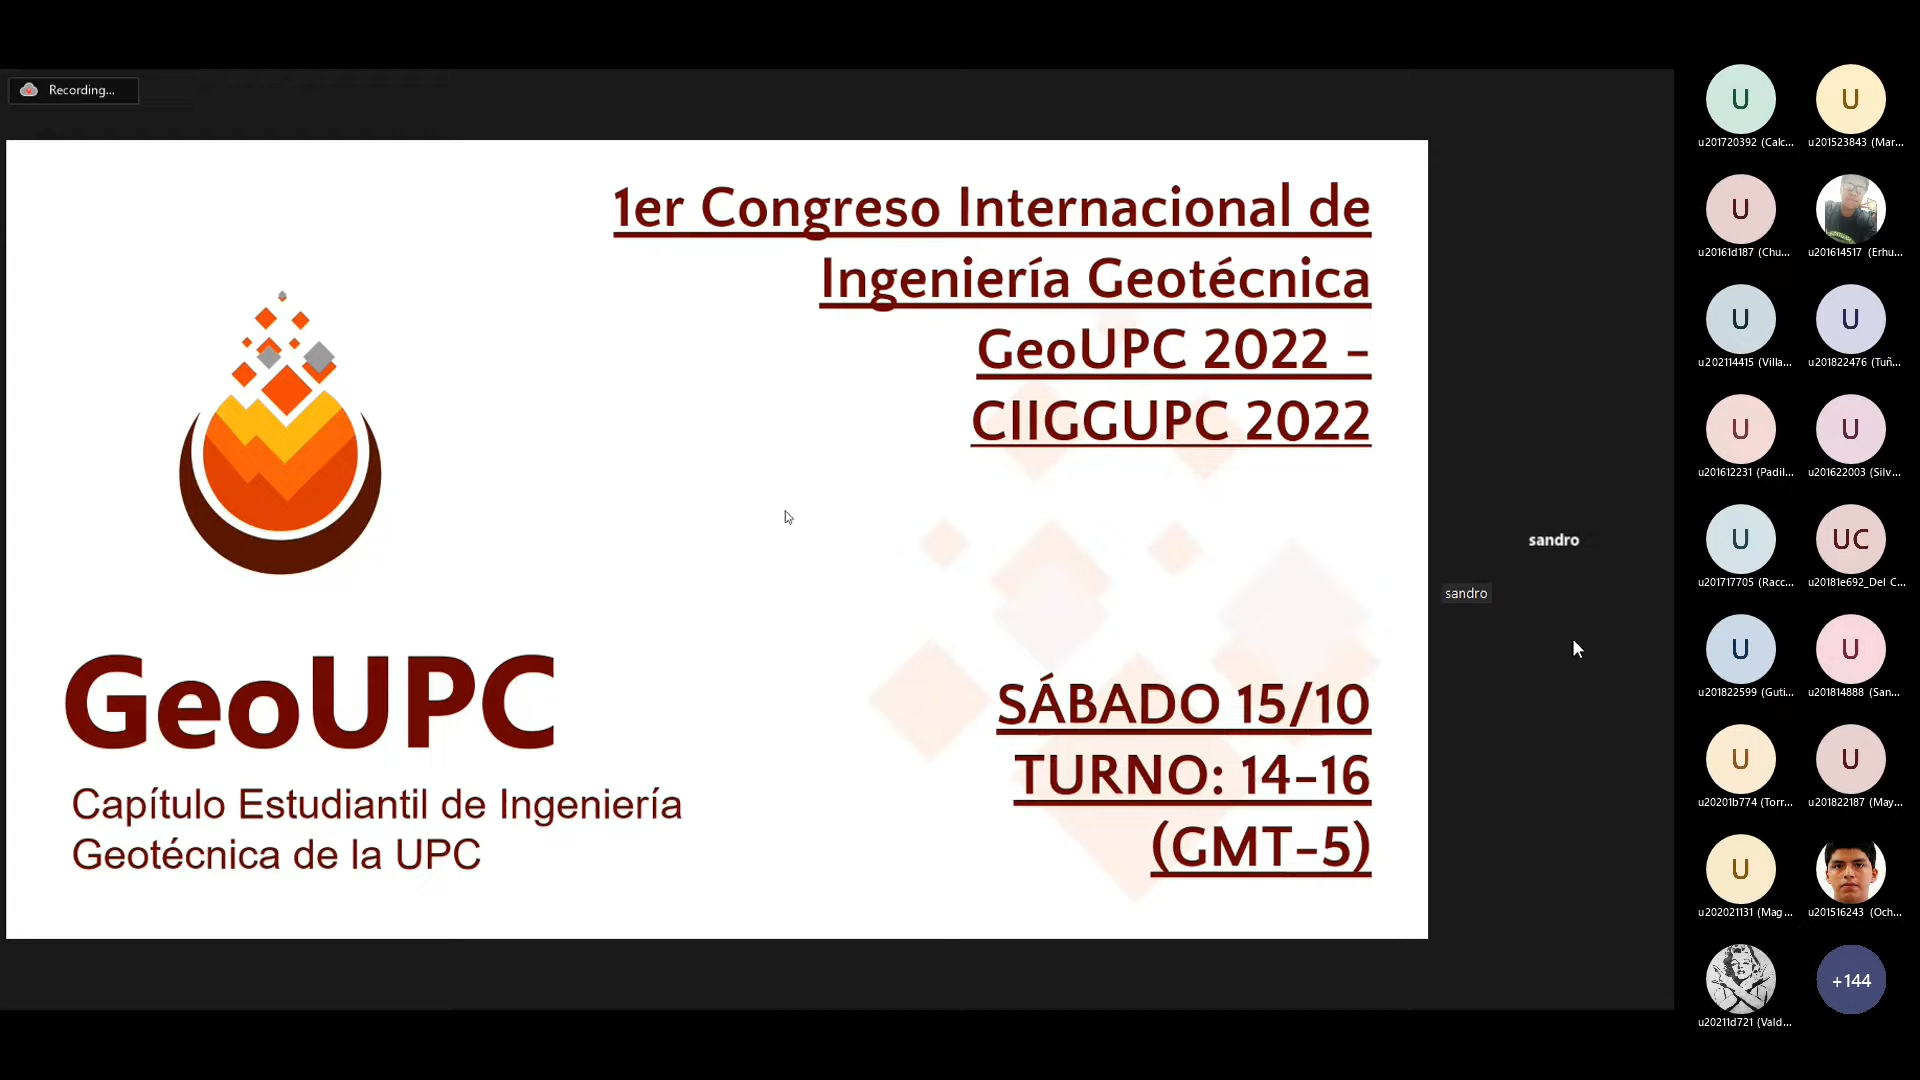 Recording...
1er Congreso Internacional de
Ingeniería Geotécnica
GeoUPC 2022 -
CIIGGUPC 2022
GeoUPC
Capítulo Estudiantil de Ingeniería
Geotécnica de la UPC
SÁBADO 15/10
TURNO: 14-16
(GMT-5)
sandro
sandro
U
u201720392 (Calc...
U
u201523843 (Mar...
U
u20161d187 (Chu...
u201614517 (Erhu...
U
u202114415 (Villa...
U
u201822476 (Tuñ...
U
u201612231 (Padil...
U
u201622003 (Silv...
U
u201717705 (Racc...
UC
u20181e692_Del C...
U
u201822599 (Guti...
U
u201814888 (San...
U
u20201b774 (Torr...
U
u201822187 (May...
U
u202021131 (Mag...
u201516243 (Och...
u20211d721 (Vald...
+144